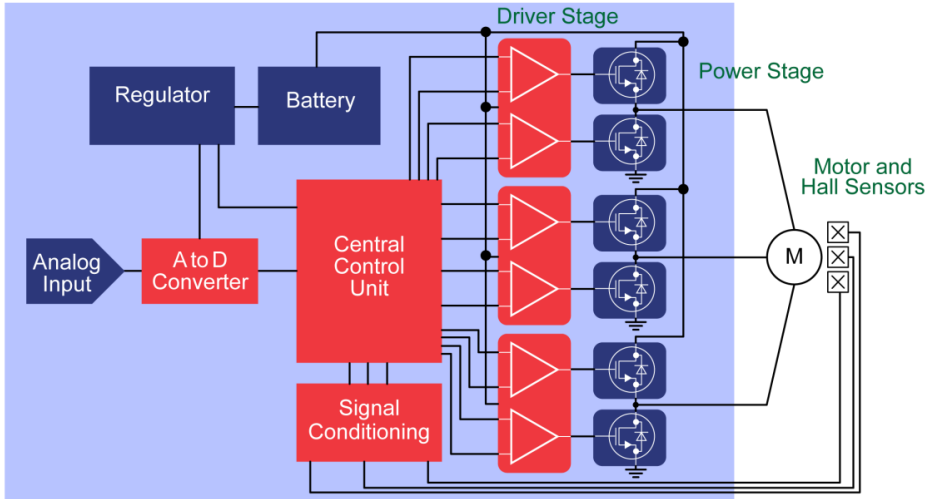 Driver Stage
Regulator
Battery
Power Stage
Motor and
Hall Sensors
Analog
Input
A to D
Converter
Central
Control
Unit
M
Signal
Conditioning